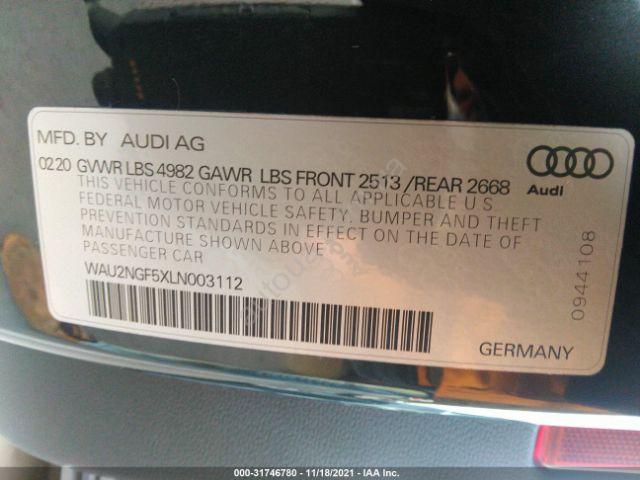 MFD. BY AUDI AG
0220 GVWR LBS 4982 GAWR LBS FRONT 2513 /REAR 2668
THIS VEHICLE CONFORMS TO ALL APPLICABLE U S
FEDERAL MOTOR VEHICLE SAFETY, BUMPER AND THEFT
PREVENTION STANDARDS IN EFFECT ON THE DATE OF
MANUFACTURE SHOWN ABOVE
PASSENGER CAR
WAU2NGF5XLN003112
Audi
0944108
GERMANY
000-31746780 - 11/18/2021 - IAA Inc.